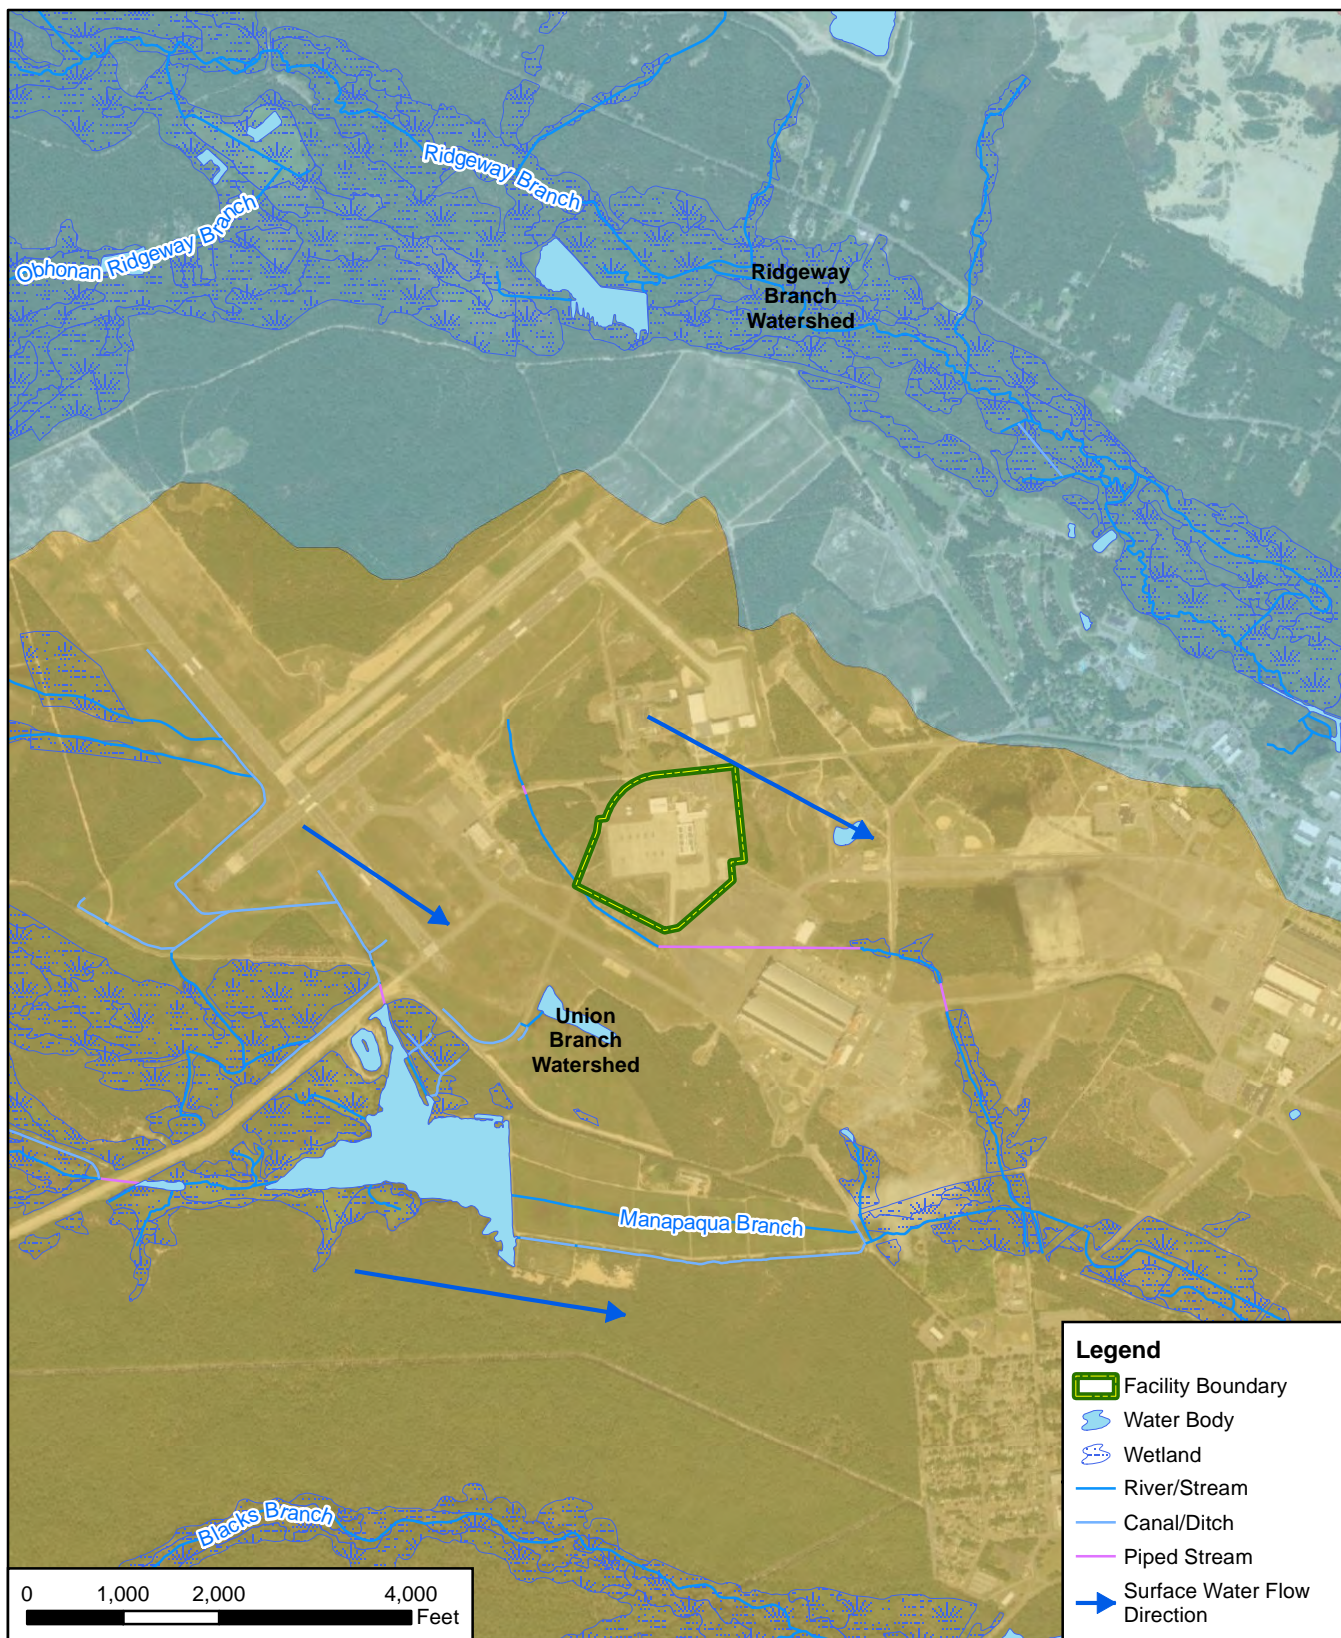 Ridgeway Branch
Obhonan Ridgeway Branch
Ridgeway
Branch
Watershed
Union
Branch
Watershed
Manapaqua Branch
Blacks Branch
Legend
Facility Boundary
Water Body
Wetland
River/Stream
Canal/Ditch
Piped Stream
Surface Water Flow
Direction
0 1,000 2,000 4,000
Feet